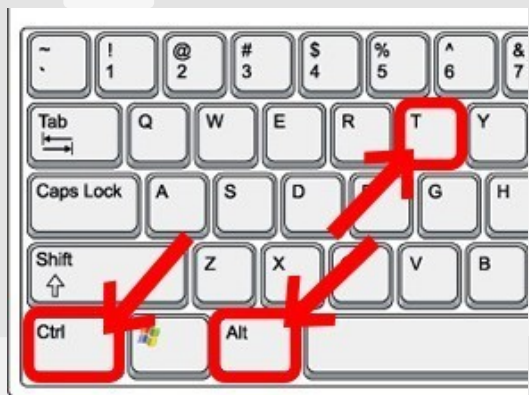 ~ ! @ # $ % ^ &
` 1 2 3 4 5 6 7
Tab Q W E R T Y
Caps Lock A S D G H
Shift Z X V B
Ctrl Alt